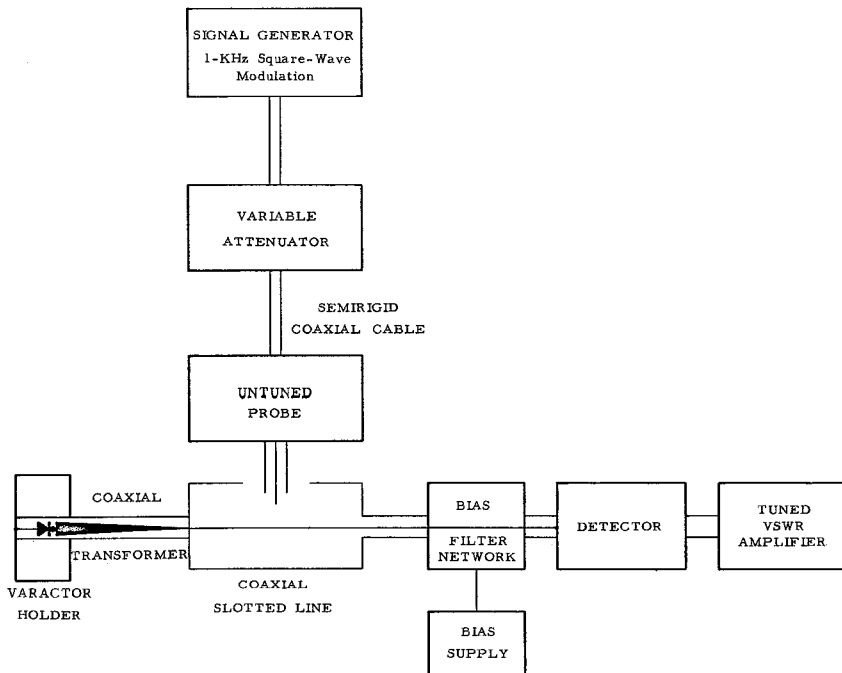 SIGNAL GENERATOR
1-KHz Square-Wave
Modulation
VARIABLE
ATTENUATOR
SEMIRIGID
COAXIAL CABLE
UNTUNED
PROBE
COAXIAL
TRANSFORMER
VARACTOR
HOLDER
COAXIAL
SLOTTED LINE
BIAS
FILTER
NETWORK
BIAS
SUPPLY
DETECTOR
TUNED
VSWR
AMPLIFIER